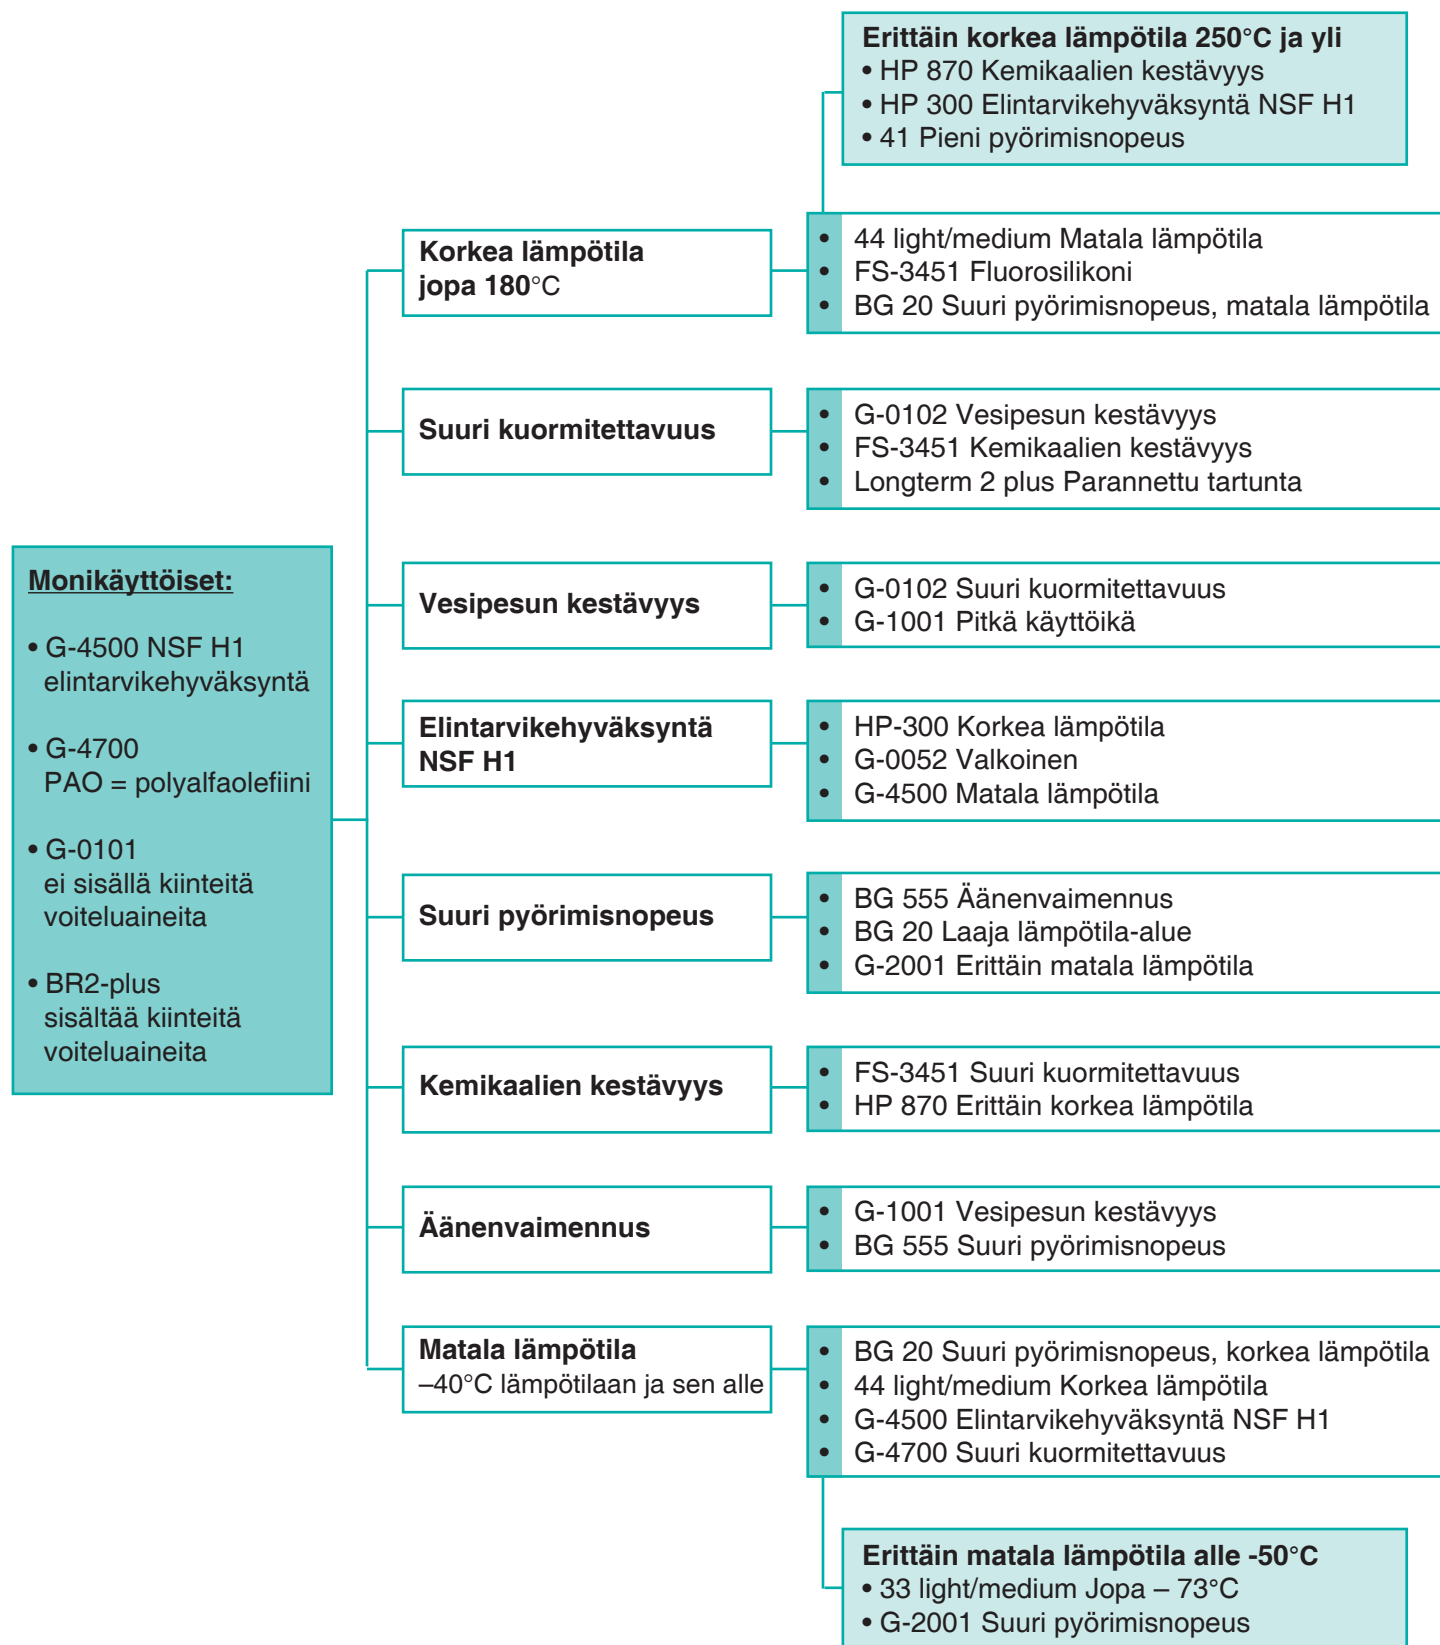 Monikäyttöiset:
• G-4500 NSF H1
elintarvikehyväksyntä
• G-4700
PAO = polyalfaolefiini
• G-0101
ei sisällä kiinteitä
voiteluaineita
• BR2-plus
sisältää kiinteitä
voiteluaineita
Erittäin korkea lämpötila 250°C ja yli
• HP 870 Kemikaalien kestävyys
• HP 300 Elintarvikehyväksyntä NSF H1
• 41 Pieni pyörimisnopeus
Korkea lämpötila
jopa 180°C
• 44 light/medium Matala lämpötila
• FS-3451 Fluorosilikoni
• BG 20 Suuri pyörimisnopeus, matala lämpötila
Suuri kuormitettavuus
• G-0102 Vesipesun kestävyys
• FS-3451 Kemikaalien kestävyys
• Longterm 2 plus Parannettu tartunta
Vesipesun kestävyys
• G-0102 Suuri kuormitettavuus
• G-1001 Pitkä käyttöikä
Elintarvikehyväksyntä
NSF H1
• HP-300 Korkea lämpötila
• G-0052 Valkoinen
• G-4500 Matala lämpötila
Suuri pyörimisnopeus
• BG 555 Äänenvaimennus
• BG 20 Laaja lämpötila-alue
• G-2001 Erittäin matala lämpötila
Kemikaalien kestävyys
• FS-3451 Suuri kuormitettavuus
• HP 870 Erittäin korkea lämpötila
Äänenvaimennus
• G-1001 Vesipesun kestävyys
• BG 555 Suuri pyörimisnopeus
Matala lämpötila
–40°C lämpötilaan ja sen alle
• BG 20 Suuri pyörimisnopeus, korkea lämpötila
• 44 light/medium Korkea lämpötila
• G-4500 Elintarvikehyväksyntä NSF H1
• G-4700 Suuri kuormitettavuus
Erittäin matala lämpötila alle -50°C
• 33 light/medium Jopa – 73°C
• G-2001 Suuri pyörimisnopeus